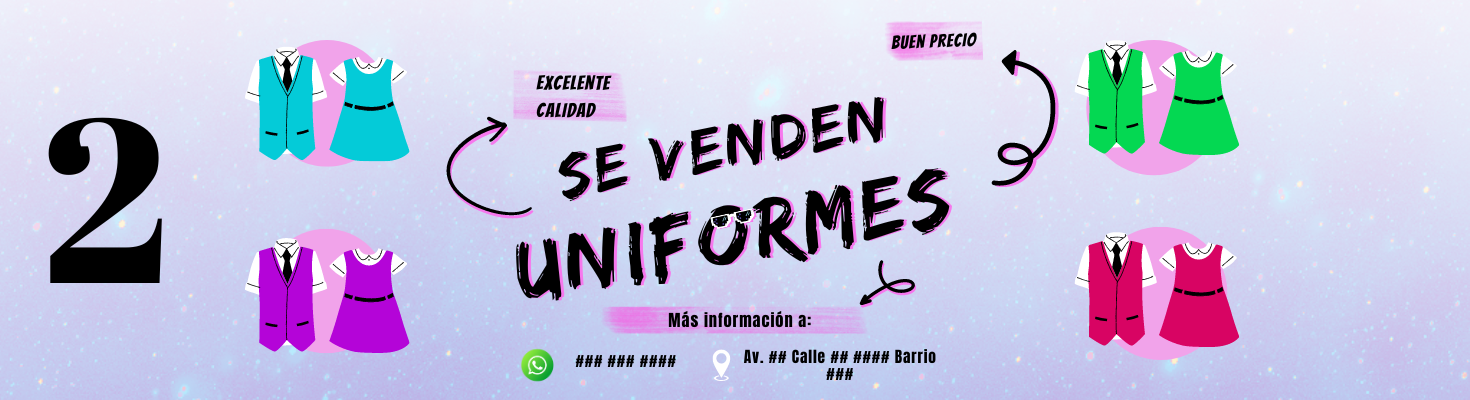 2
EXCELENTE
CALIDAD
BUEN PRECIO
SE VENDEN
UNIFORMES
Más información a:
### ### ####
Av. ## Calle ## #### Barrio
###